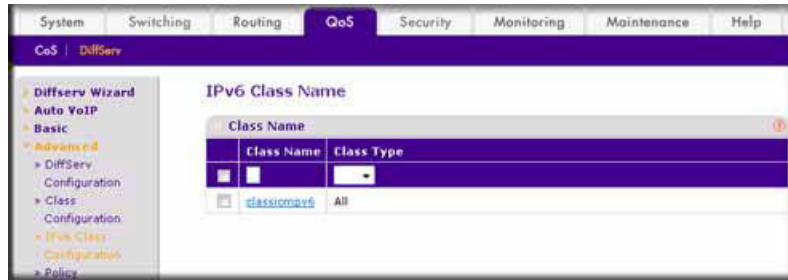 System Switching Routing QoS Security Monitoring Maintenance Help
CoS | DiffServ
Diffserv Wizard
Auto VoIP
Basic
Advanced
» DiffServ
Configuration
» Class
Configuration
» IPv6 Class
Configuration
» Policy
IPv6 Class Name
Class Name
Class Name Class Type
All